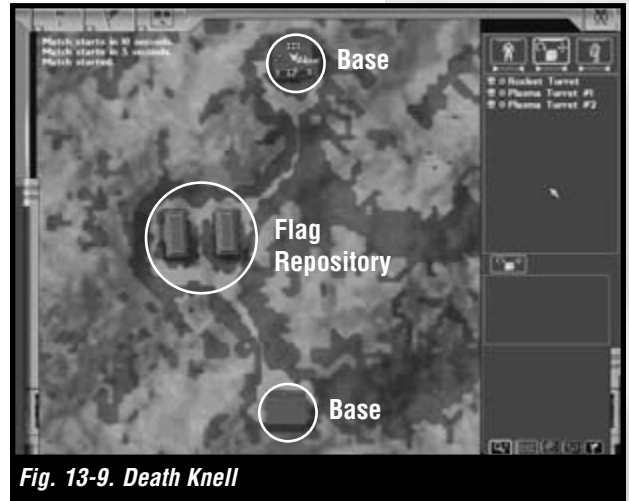 Match starts in 10 seconds.
Match starts in 5 seconds.
Match started.
Base
Rocket Turret
Plasma Turret #1
Plasma Turret #2
Flag
Repository
Base
Fig. 13-9. Death Knell